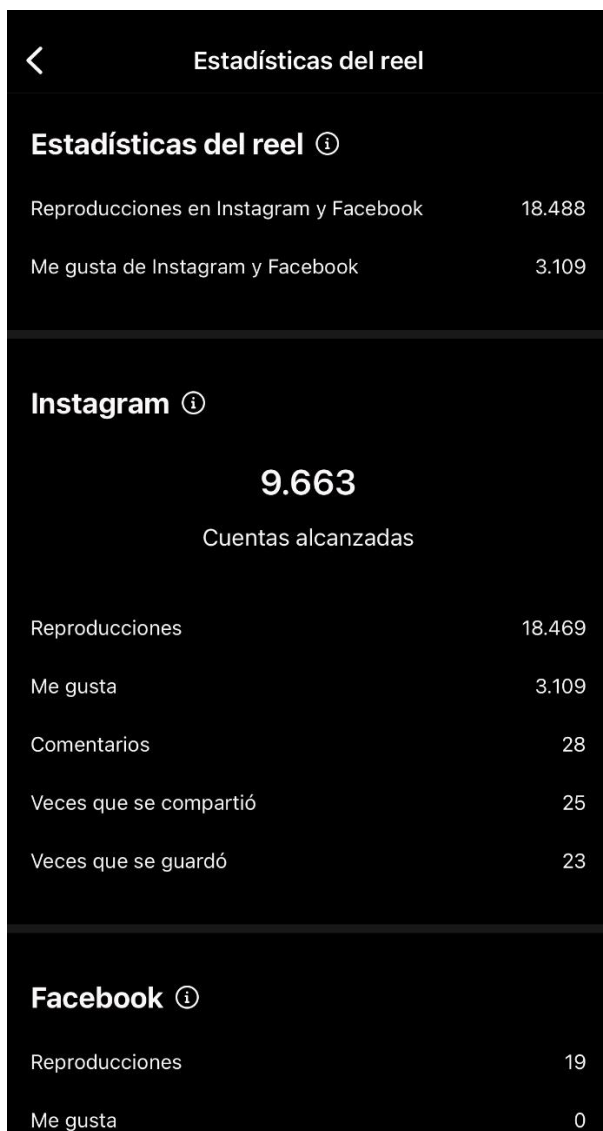 Estadísticas del reel
Estadísticas del reel
Reproducciones en Instagram y Facebook 18.488
Me gusta de Instagram y Facebook 3.109
Instagram
9.663
Cuentas alcanzadas
Reproducciones 18.469
Me gusta 3.109
Comentarios 28
Veces que se compartió 25
Veces que se guardó 23
Facebook
Reproducciones 19
Me gusta 0